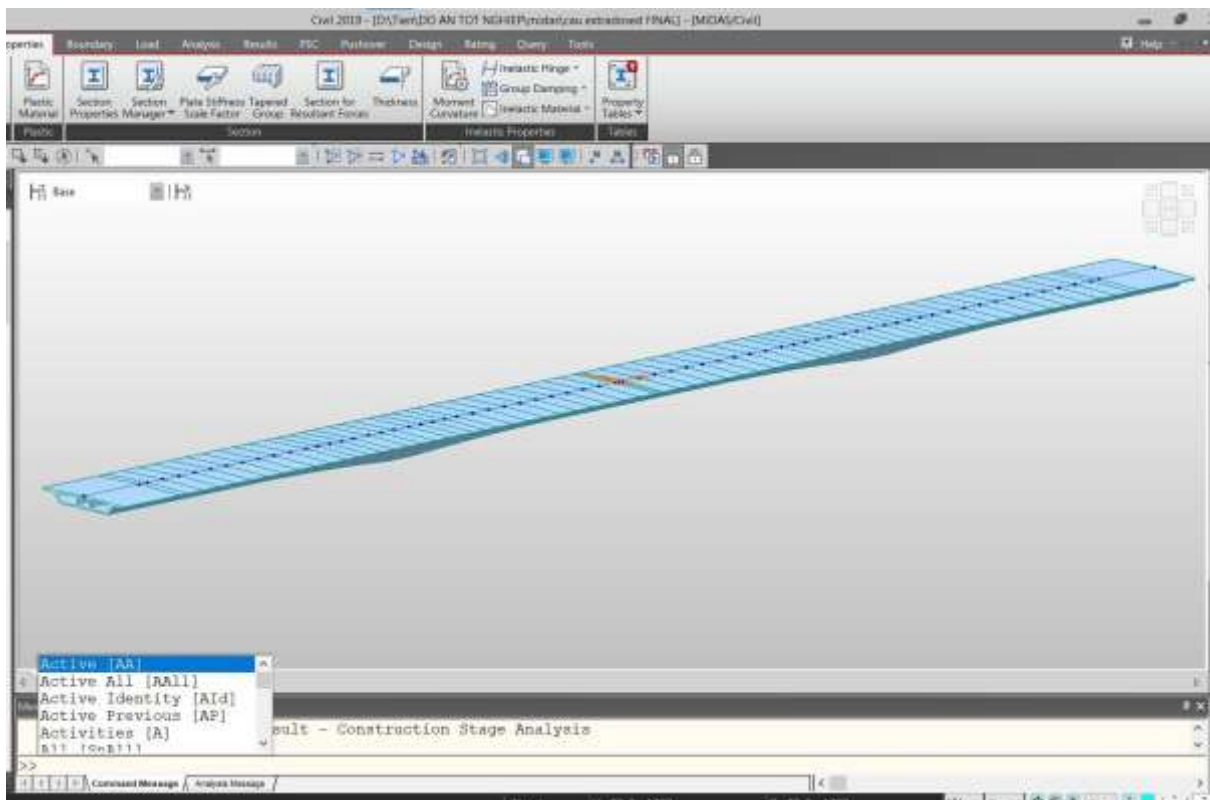 Civil 2019 - [D:\Tien\DO AN TOT NGHIEP\midas\cau extradosed FINAL] - [MIDAS/Civil]
operties Boundary Load Analysis Results PSC Pushover Design Rating Query Tools Help
Plastic Material
Section Properties
Section Manager
Plate Stiffness Scale Factor
Tapered Group
Section for Resultant Forces
Thickness
Moment Curvature
Inelastic Hinge
Group Damping
Inelastic Material
Property Tables
Plastic Section Inelastic Properties Tables
Base
Active [AA]
Active All [AAll]
Active Identity [AId]
Active Previous [AP]
Activities [A]
sult - Construction Stage Analysis
>>
Command Message Analysis Message